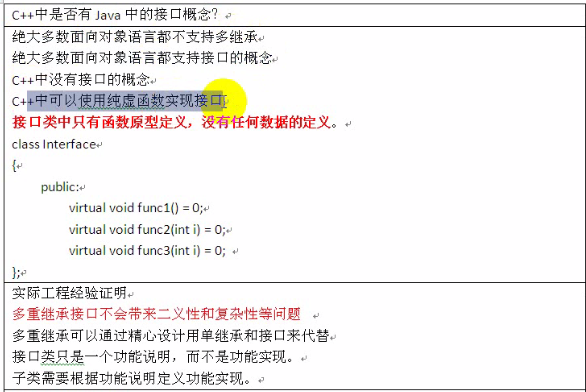 C++中是否有 Java 中的接口概念?
绝大多数面向对象语言都不支持多继承
绝大多数面向对象语言都支持接口的概念
C++中没有接口的概念
C++中可以使用纯虚函数实现接口
接口类中只有函数原型定义，没有任何数据的定义。
class Interface
{
public:
virtual void func1() = 0;
virtual void func2(int i) = 0;
virtual void func3(int i) = 0;
};
实际工程经验证明
多重继承接口不会带来二义性和复杂性等问题
多重继承可以通过精心设计用单继承和接口来代替
接口类只是一个功能说明，而不是功能实现。
子类需要根据功能说明定义功能实现。